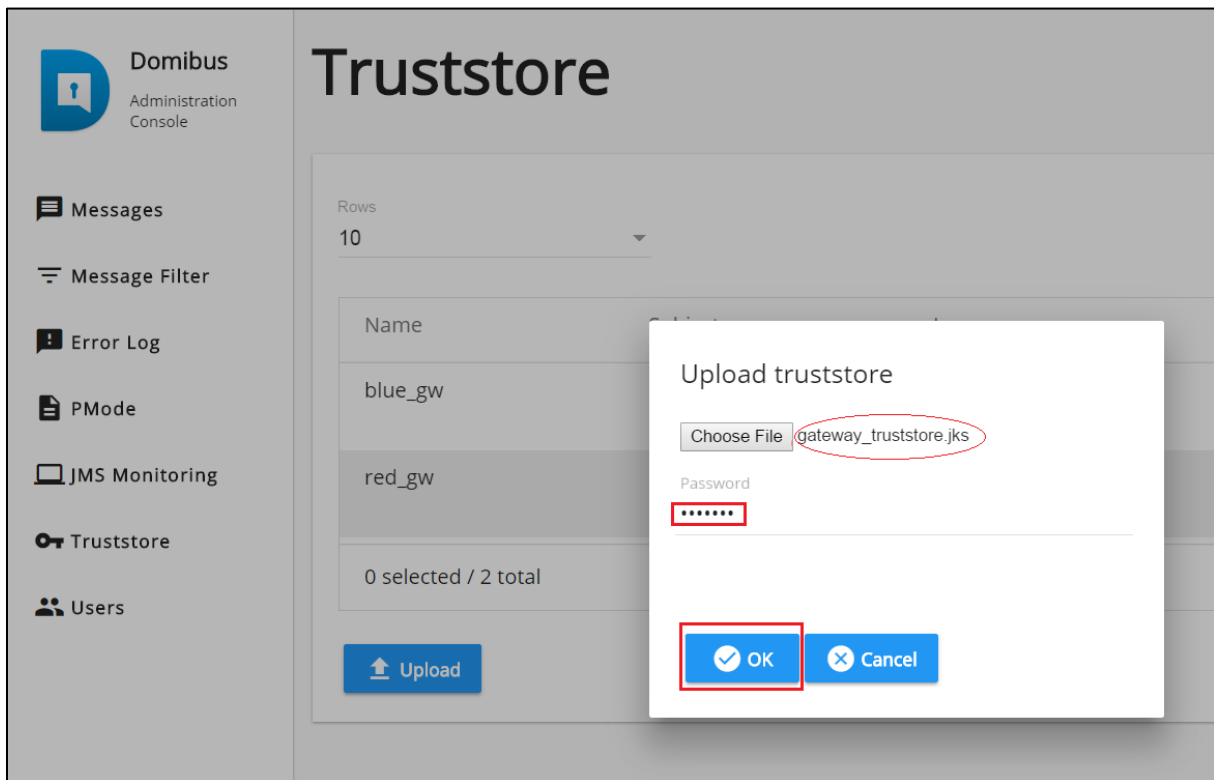 Domibus
Administration
Console
Truststore
Messages
Message Filter
Error Log
PMode
JMS Monitoring
Truststore
Users
Rows
10
Name
blue_gw
red_gw
0 selected / 2 total
Upload
Upload truststore
Choose File gateway_truststore.jks
Password
•••••••
OK Cancel